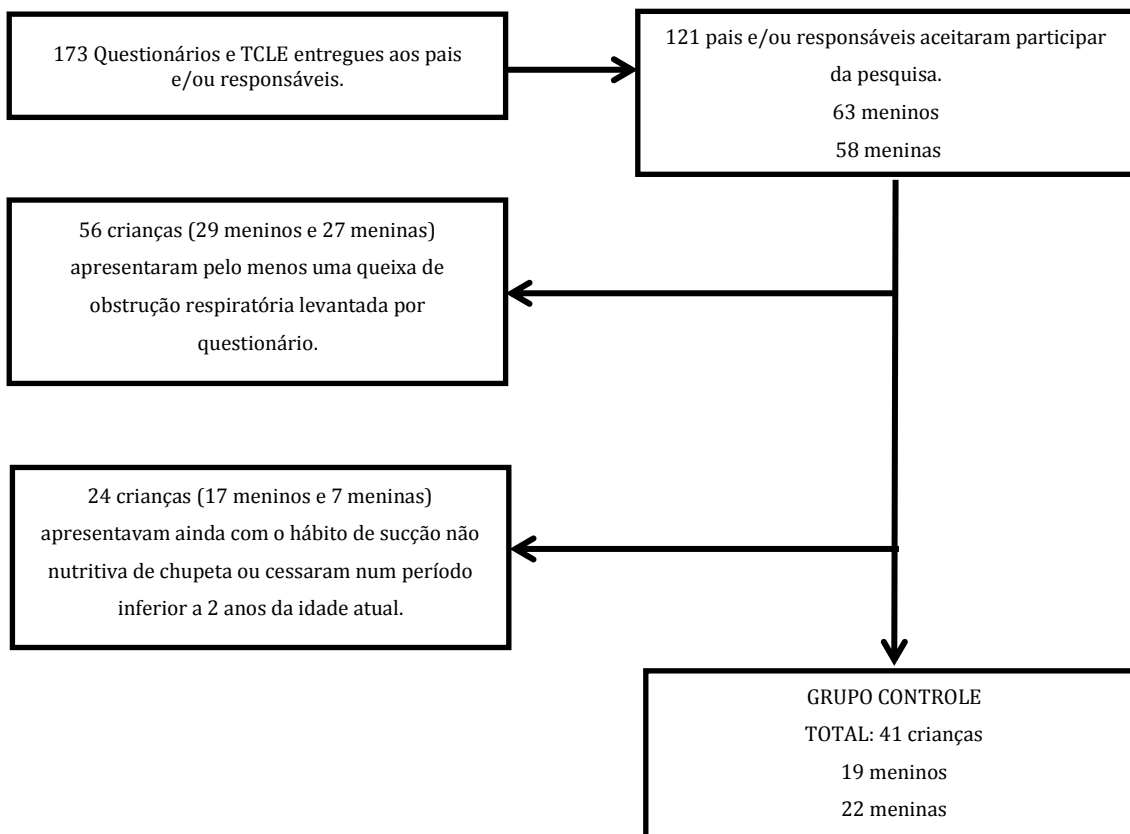 173 Questionários e TCLE entregues aos pais
e/ou responsáveis.
121 pais e/ou responsáveis aceitaram participar
da pesquisa.
63 meninos
58 meninas
56 crianças (29 meninos e 27 meninas)
apresentaram pelo menos uma queixa de
obstrução respiratória levantada por
questionário.
24 crianças (17 meninos e 7 meninas)
apresentavam ainda com o hábito de sucção não
nutritiva de chupeta ou cessaram num período
inferior a 2 anos da idade atual.
GRUPO CONTROLE
TOTAL: 41 crianças
19 meninos
22 meninas